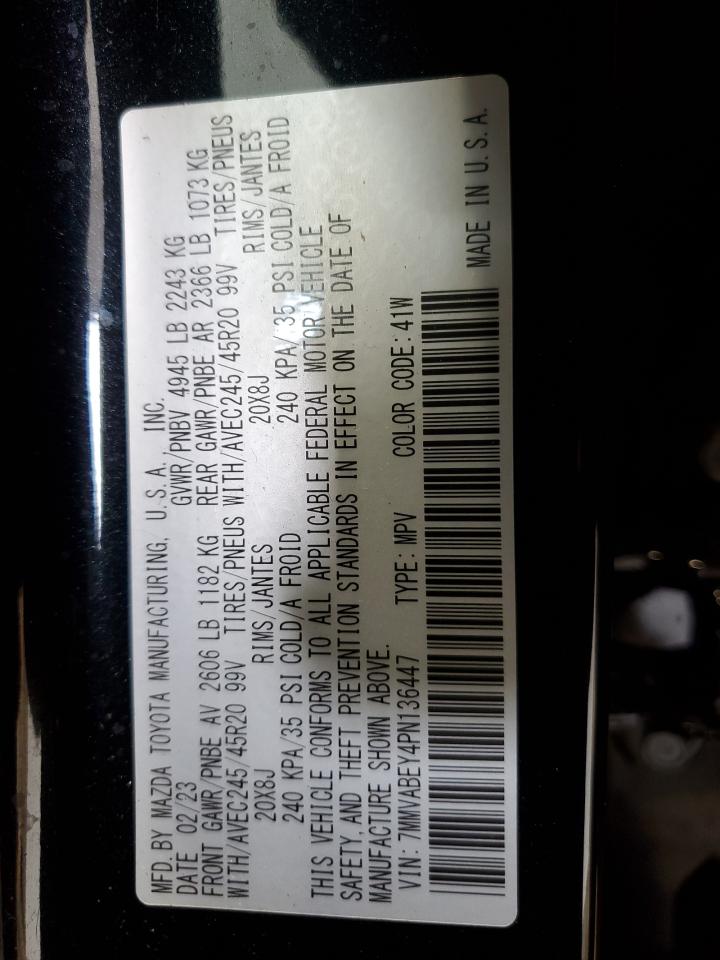 MFD. BY MAZDA TOYOTA MANUFACTURING, U.S.A., INC.
DATE 02/23 GVWR/PNBV 4945 LB 2243 KG
FRONT GAWR/PNBE AV 2606 LB 1182 KG REAR GAWR/PNBE AR 2366 LB 1073 KG
WITH/AVEC245/45R20 99V TIRES/PNEUS WITH/AVEC245/45R20 99V TIRES/PNEUS
20X8J RIMS/JANTES 20X8J RIMS/JANTES
240 KPA/35 PSI COLD/A FROID 240 KPA/35 PSI COLD/A FROID
THIS VEHICLE CONFORMS TO ALL APPLICABLE FEDERAL MOTOR VEHICLE
SAFETY, AND THEFT PREVENTION STANDARDS IN EFFECT ON THE DATE OF
MANUFACTURE SHOWN ABOVE.
VIN: 7MMVABEY4PN136447 TYPE: MPV COLOR CODE: 41W
MADE IN U.S.A.